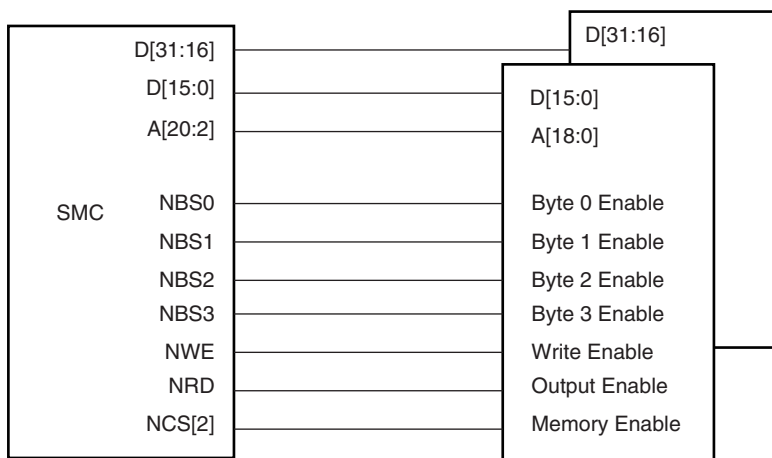 D[31:16] D[31:16]
D[15:0] D[15:0]
A[20:2] A[18:0]
SMC
NBS0 Byte 0 Enable
NBS1 Byte 1 Enable
NBS2 Byte 2 Enable
NBS3 Byte 3 Enable
NWE Write Enable
NRD Output Enable
NCS[2] Memory Enable